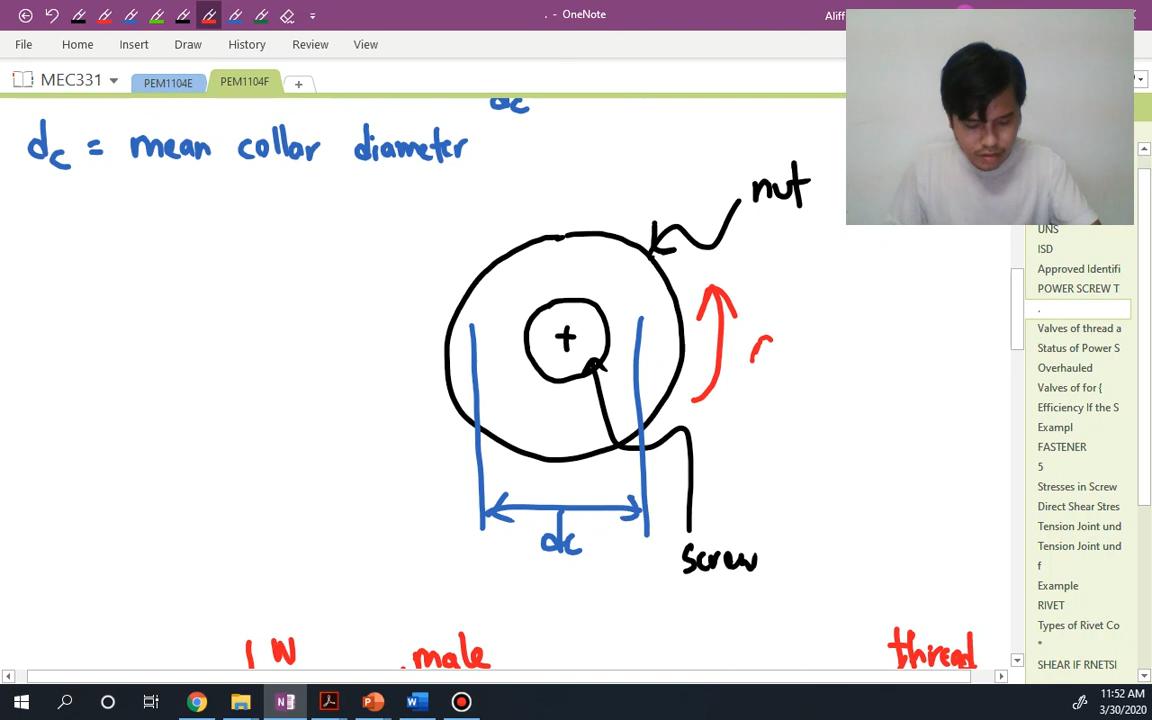 . - OneNote
Aliff
File Home Insert Draw History Review View
MEC331
PEM1104E
PEM1104F
dc
dc = mean collar diameter
nut
r
dc
screw
W
male
thread
UNS
ISD
Approved Identifi
POWER SCREW T
.
Valves of thread a
Status of Power S
Overhauled
Valves of for {
Efficiency If the S
Exampl
FASTENER
5
Stresses in Screw
Direct Shear Stres
Tension Joint und
Tension Joint und
f
Example
RIVET
Types of Rivet Co
*
SHEAR IF RNETSI
11:52 AM
3/30/2020